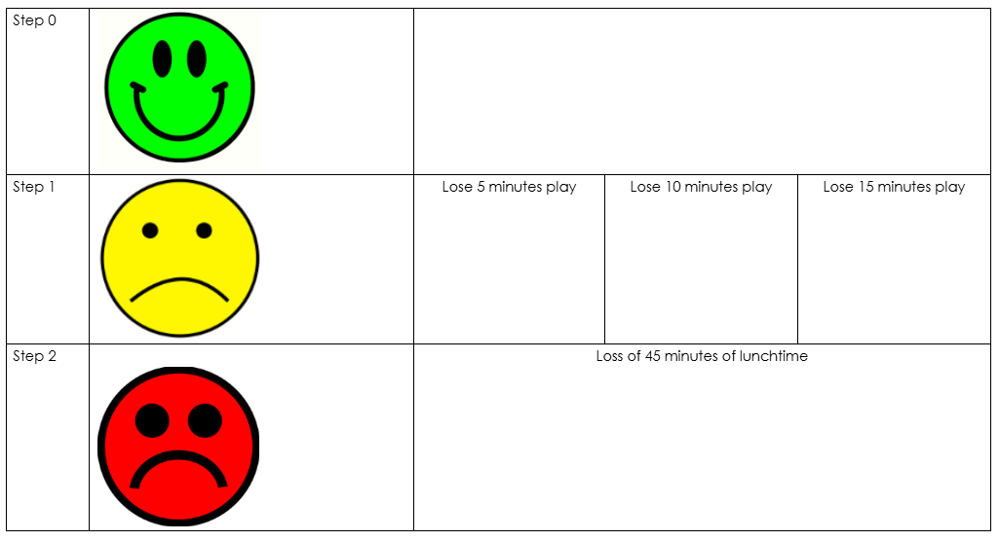 Step 0
Step 1
Lose 5 minutes play
Lose 10 minutes play
Lose 15 minutes play
Step 2
Loss of 45 minutes of lunchtime